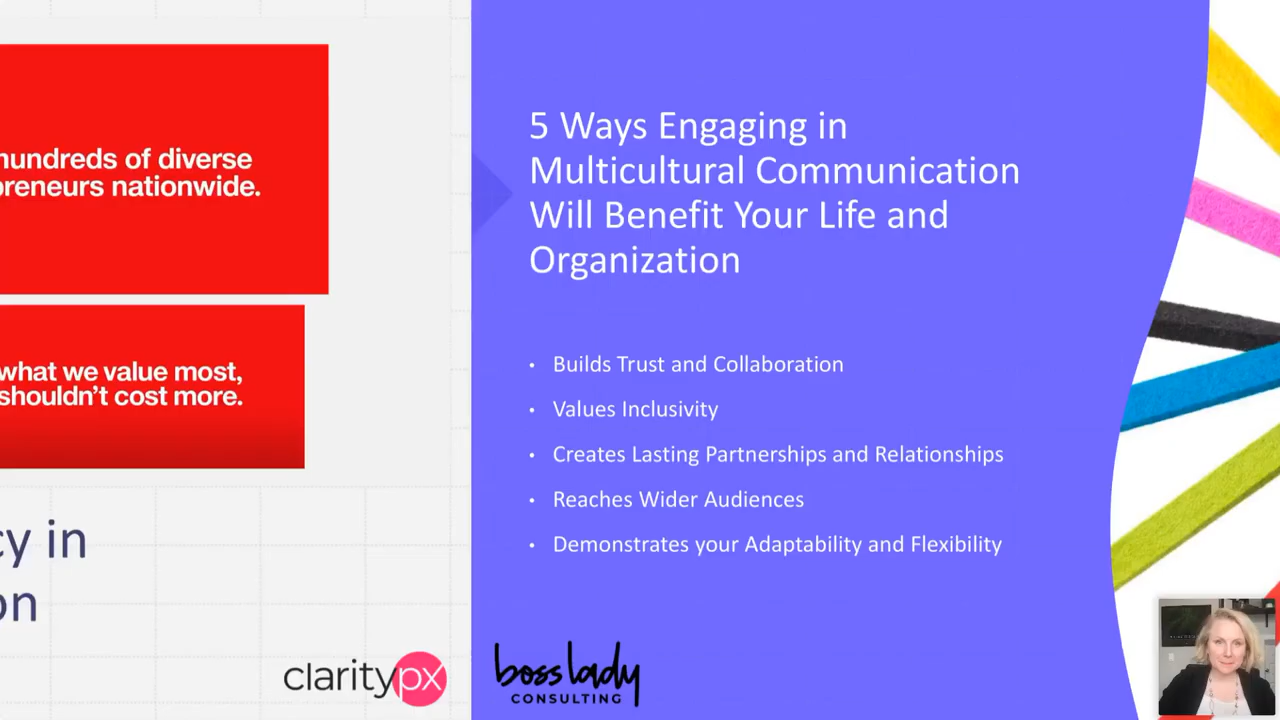 hundreds of diverse
preneurs nationwide.
what we value most,
shouldn't cost more.
cy in
on
claritypx
5 Ways Engaging in
Multicultural Communication
Will Benefit Your Life and
Organization
• Builds Trust and Collaboration
• Values Inclusivity
• Creates Lasting Partnerships and Relationships
• Reaches Wider Audiences
• Demonstrates your Adaptability and Flexibility
boss lady
CONSULTING